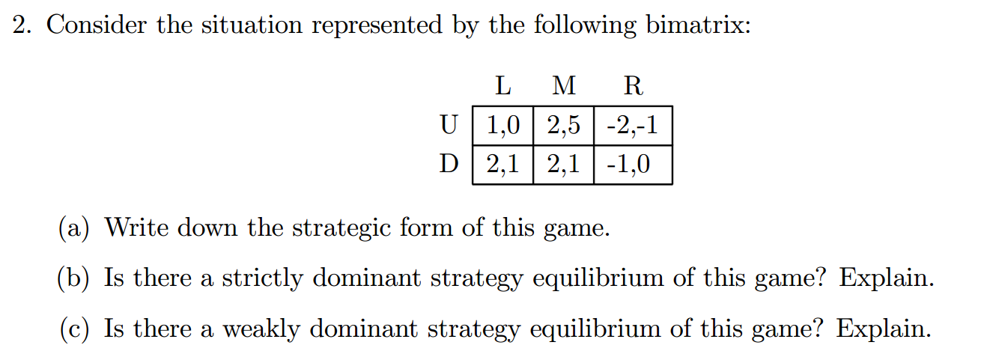 2. Consider the situation represented by the following bimatrix:
L M R
U 1,0 2,5 -2,-1
D 2,1 2,1 -1,0
(a) Write down the strategic form of this game.
(b) Is there a strictly dominant strategy equilibrium of this game? Explain.
(c) Is there a weakly dominant strategy equilibrium of this game? Explain.